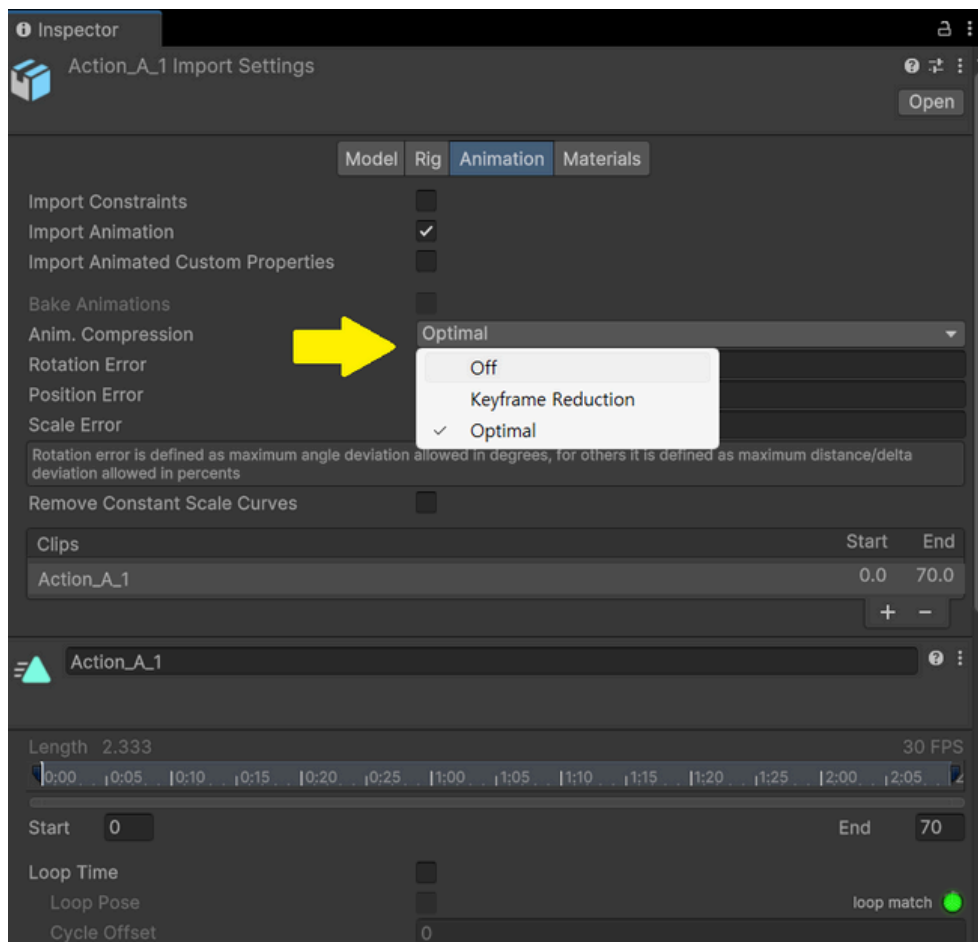 Inspector
Action_A_1 Import Settings
Open
Model Rig Animation Materials
Import Constraints
Import Animation
Import Animated Custom Properties
Bake Animations
Anim. Compression Optimal
Off
Rotation Error
Keyframe Reduction
Position Error
Optimal
Scale Error
Rotation error is defined as maximum angle deviation allowed in degrees, for others it is defined as maximum distance/delta
deviation allowed in percents
Remove Constant Scale Curves
Clips Start End
Action_A_1 0.0 70.0
Action_A_1
Length 2.333 30 FPS
0:00 0:05 0:10 0:15 0:20 0:25 1:00 1:05 1:10 1:15 1:20 1:25 2:00 2:05 2
Start 0 End 70
Loop Time
Loop Pose loop match
Cycle Offset 0